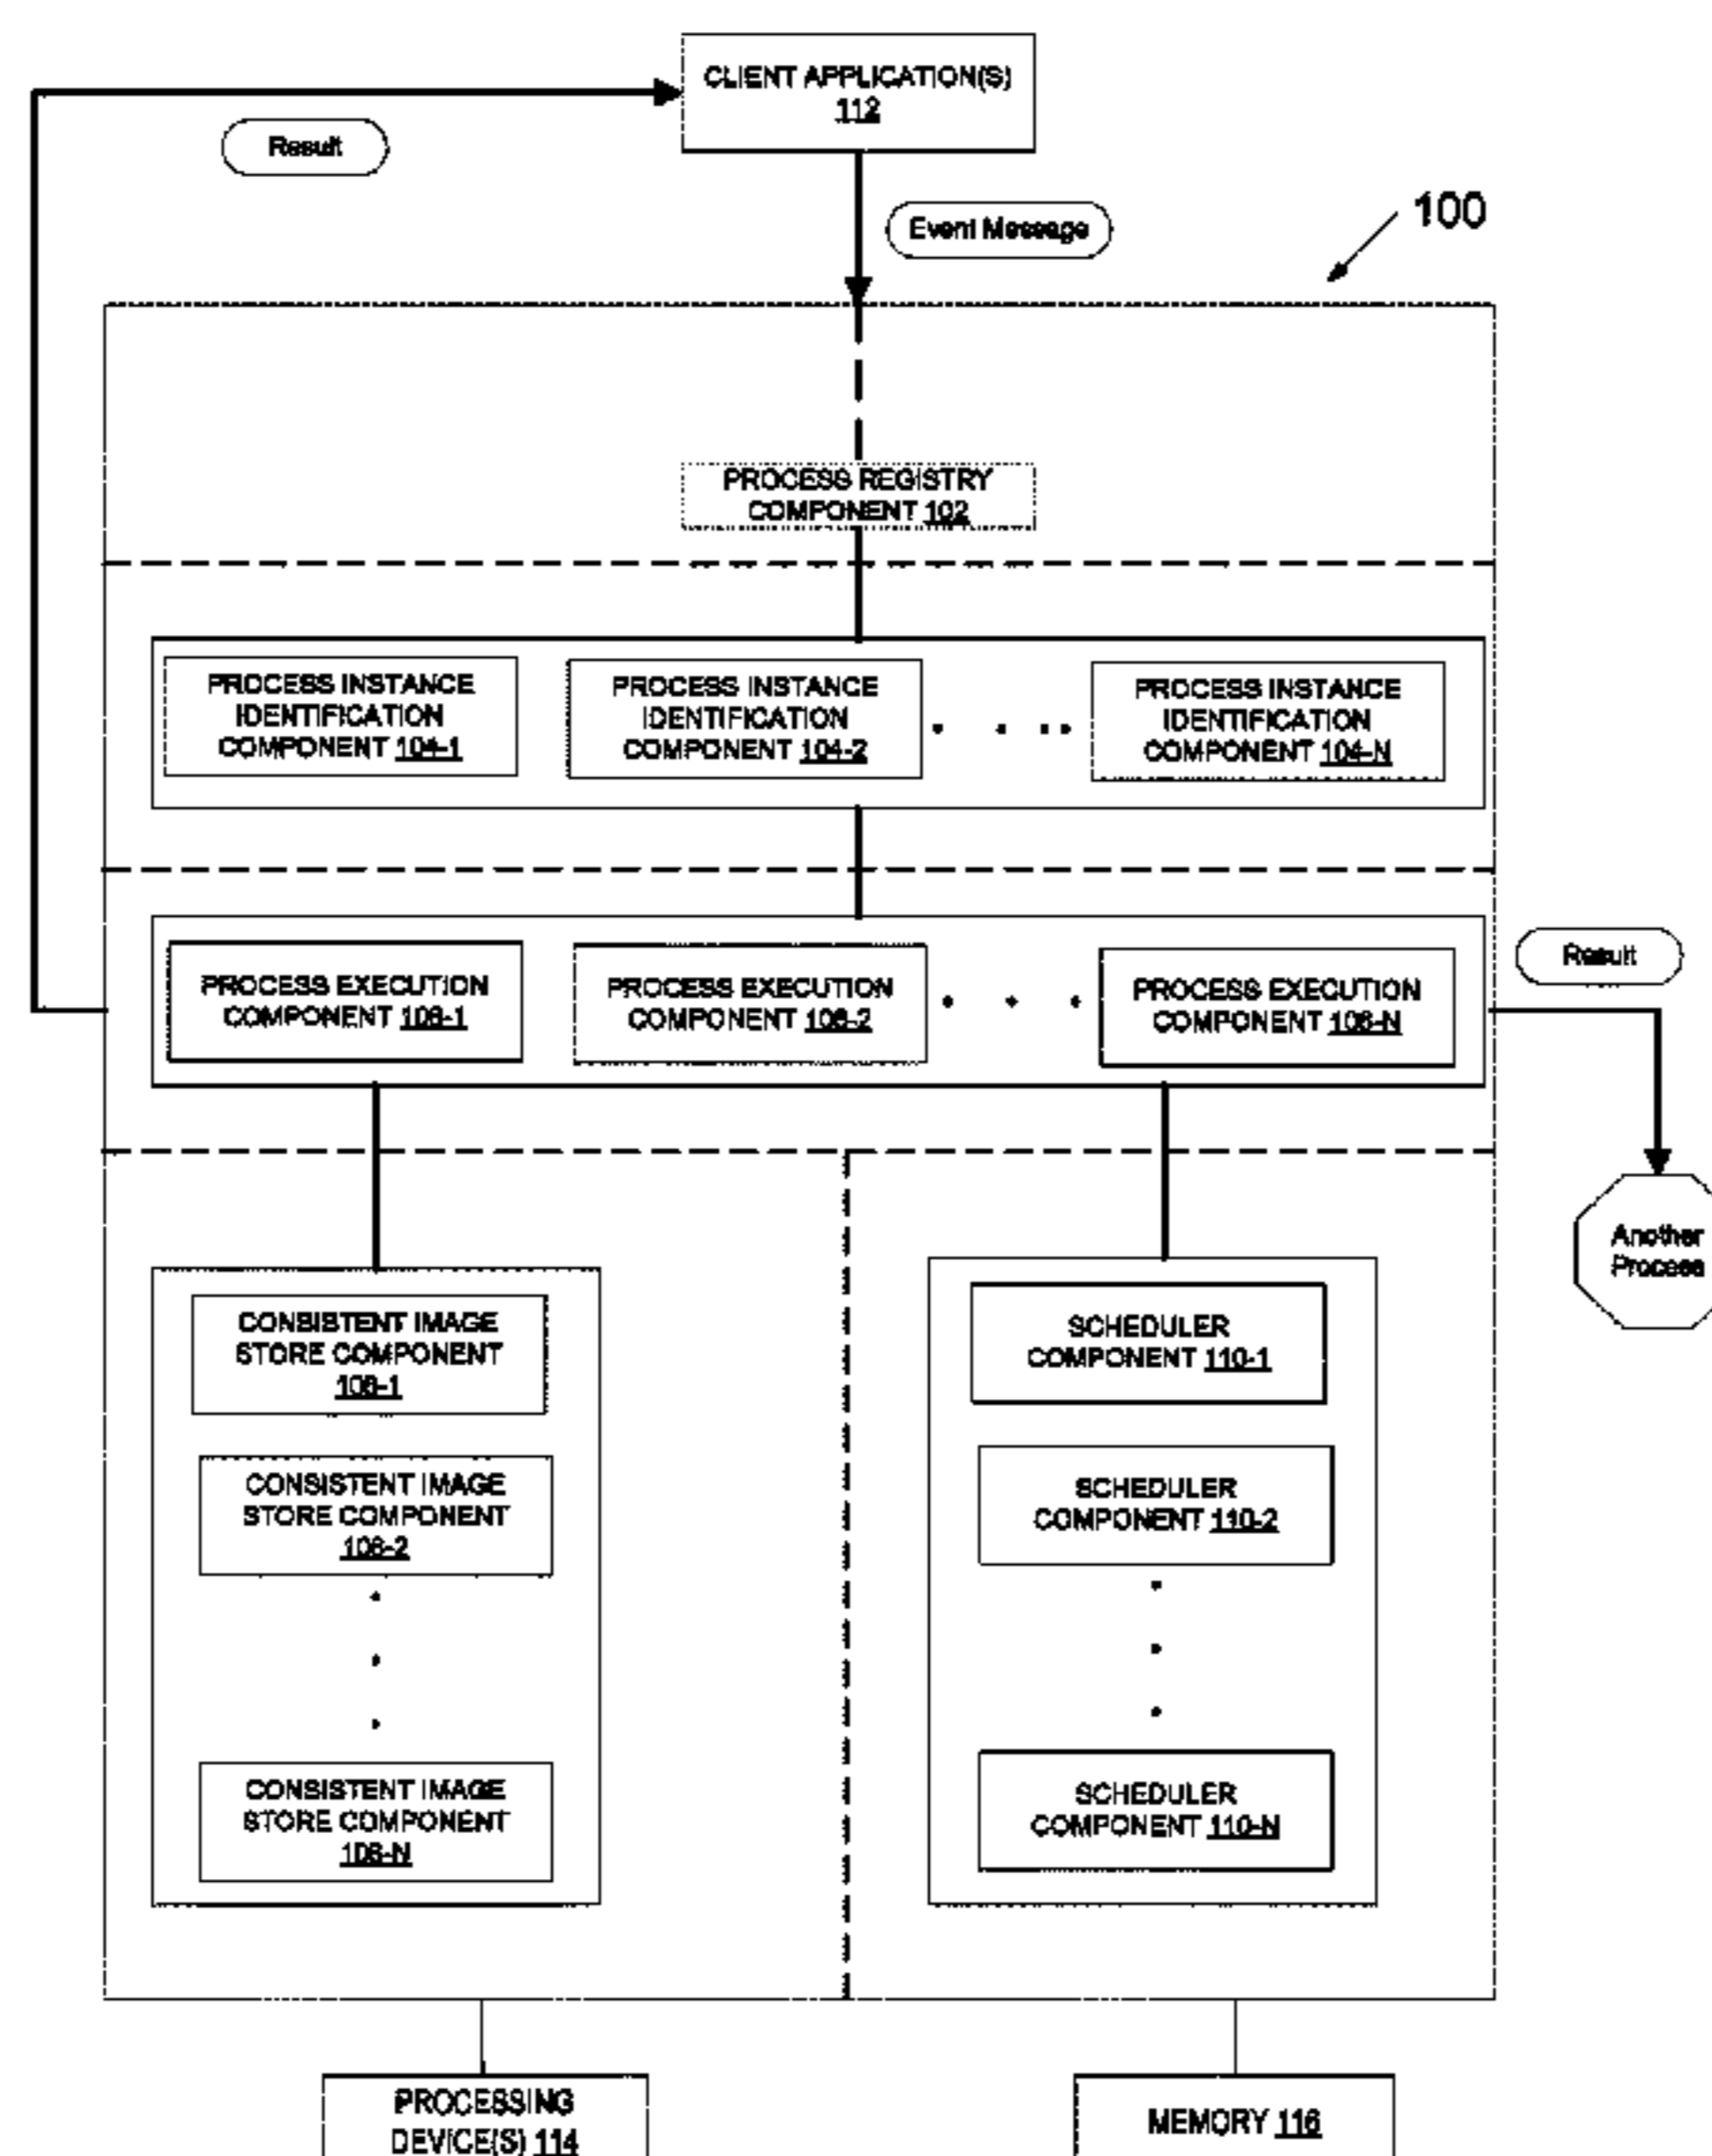 CLIENT APPLICATION(S)
112
Result
Event Message
100
PROCESS REGISTRY
COMPONENT 102
PROCESS INSTANCE
IDENTIFICATION
COMPONENT 104-1
PROCESS INSTANCE
IDENTIFICATION
COMPONENT 104-2
PROCESS INSTANCE
IDENTIFICATION
COMPONENT 104-N
PROCESS EXECUTION
COMPONENT 106-1
PROCESS EXECUTION
COMPONENT 106-2
PROCESS EXECUTION
COMPONENT 106-N
Result
Another
Process
CONSISTENT IMAGE
STORE COMPONENT
108-1
CONSISTENT IMAGE
STORE COMPONENT
108-2
CONSISTENT IMAGE
STORE COMPONENT
108-N
SCHEDULER
COMPONENT 110-1
SCHEDULER
COMPONENT 110-2
SCHEDULER
COMPONENT 110-N
PROCESSING
DEVICE(S) 114
MEMORY 116